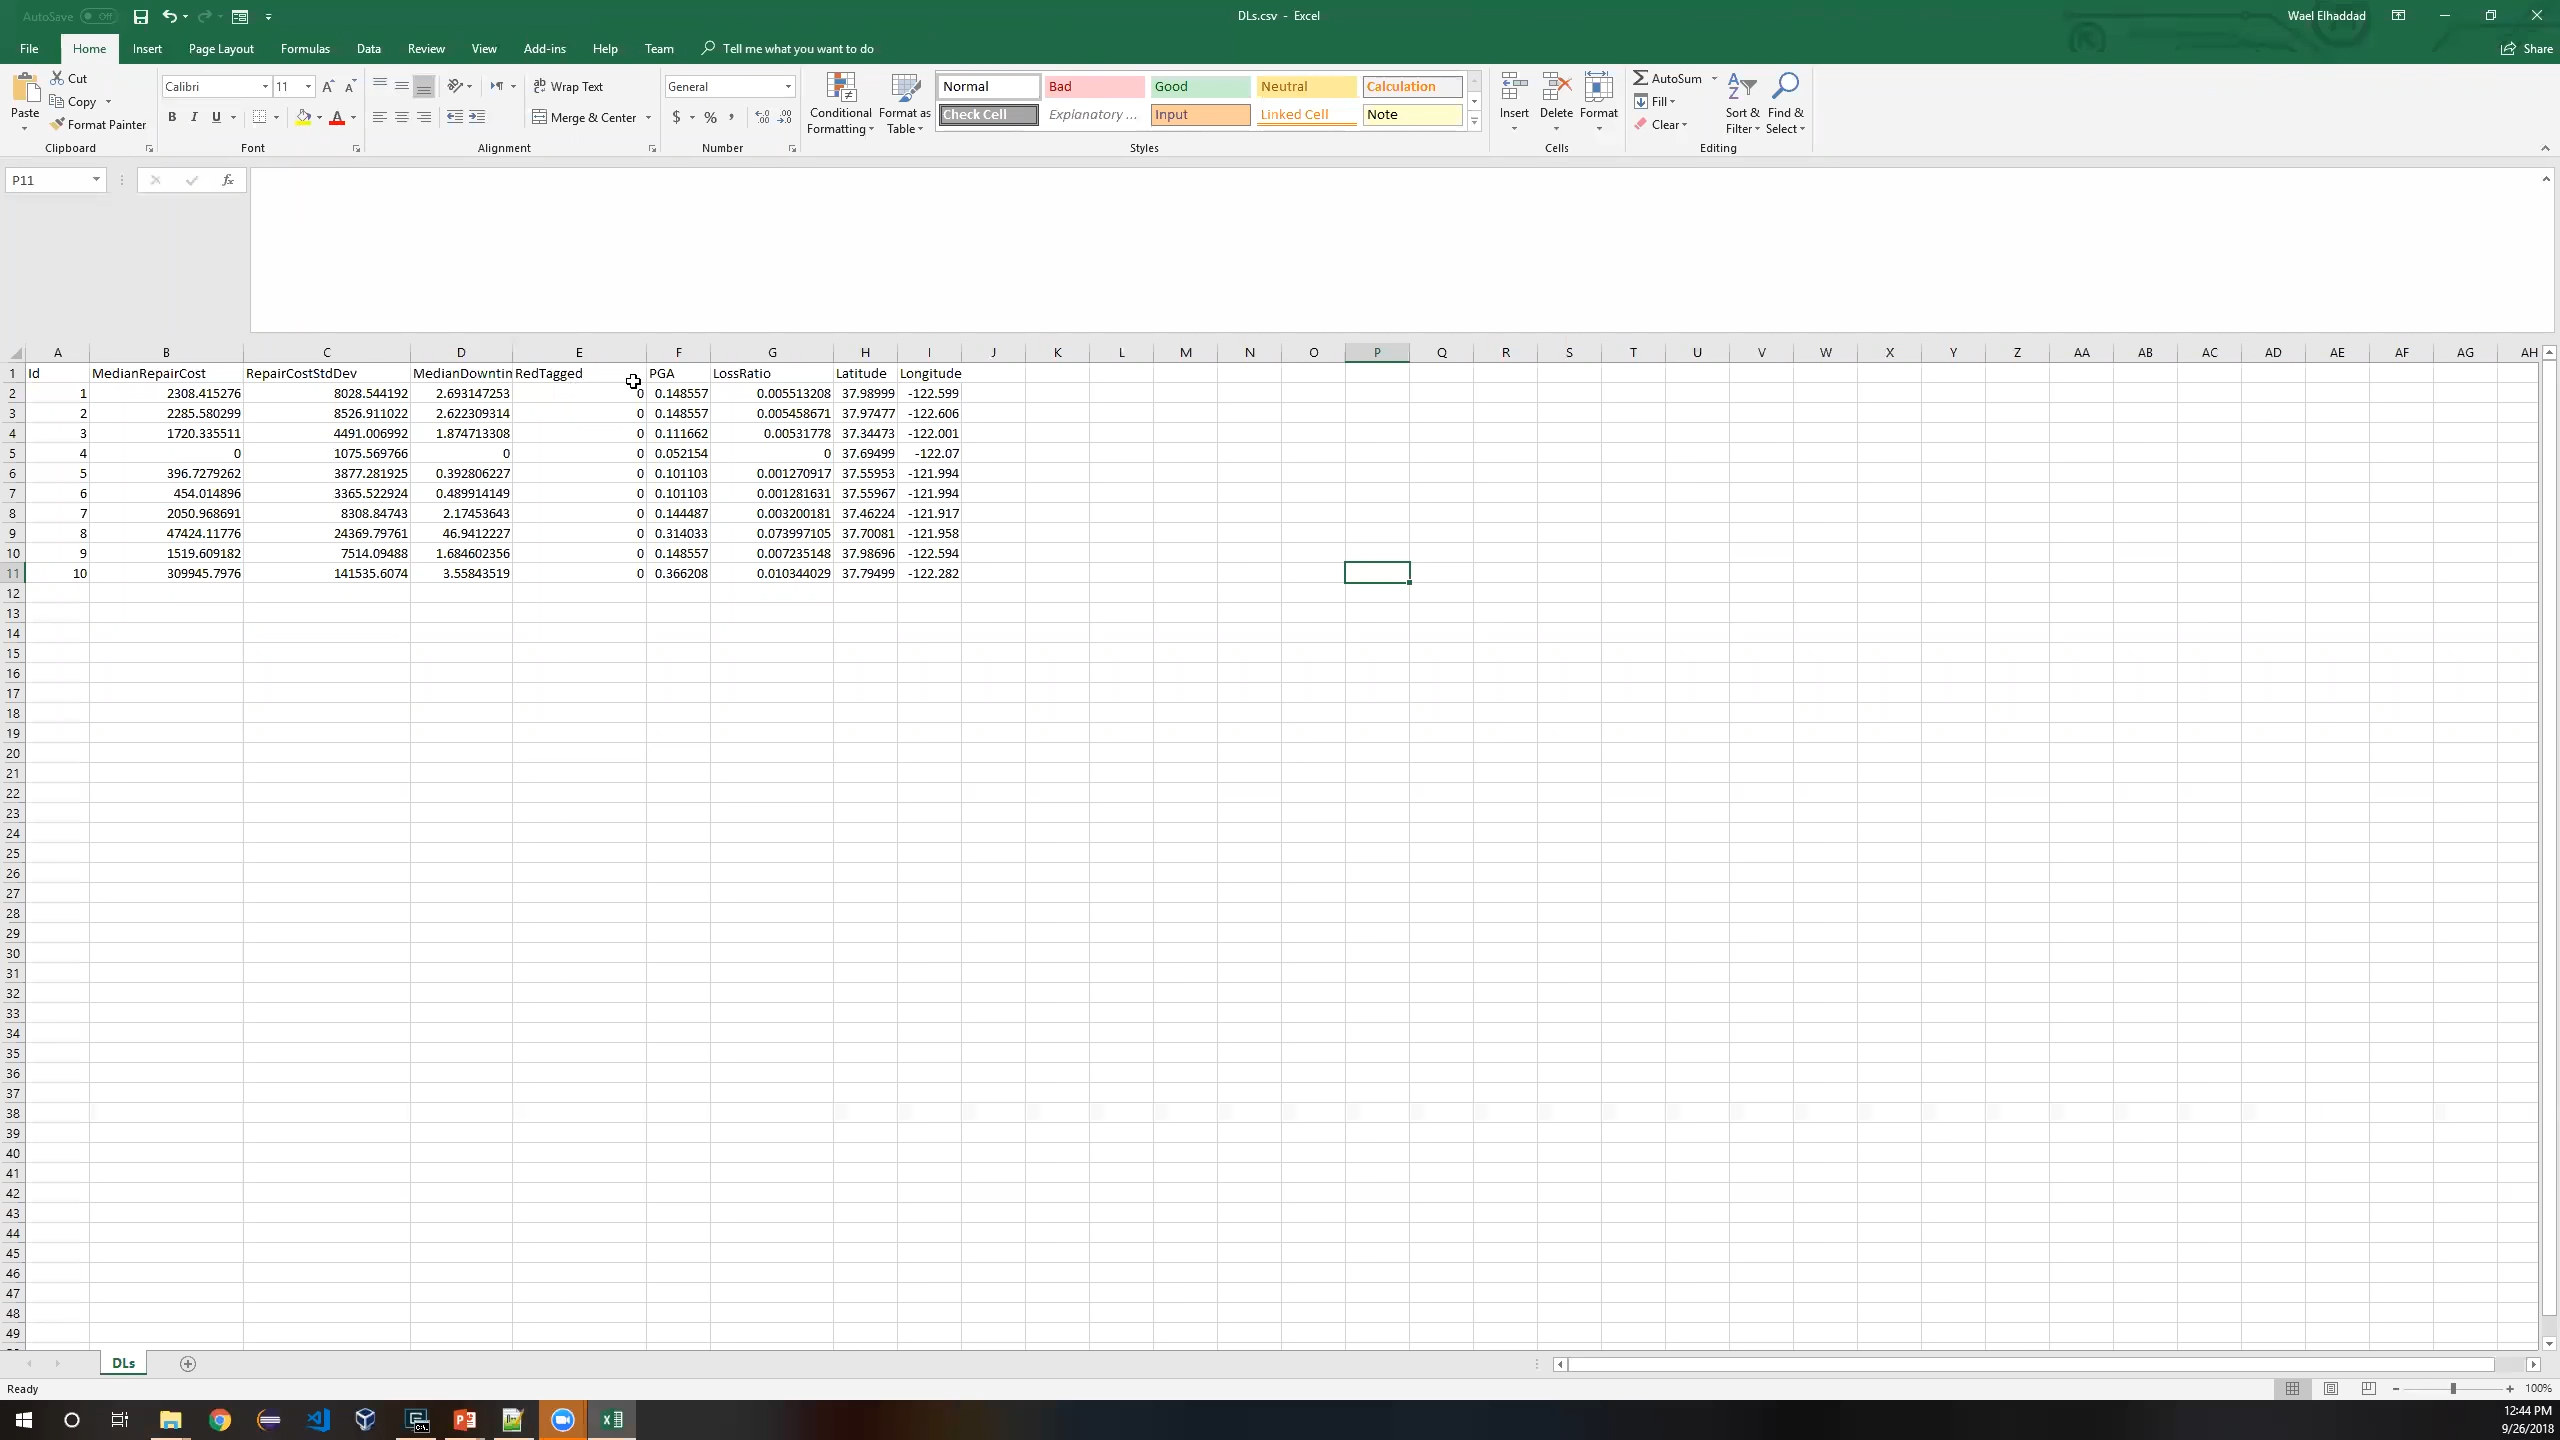 AutoSave Off DLs.csv - Excel Wael Elhaddad
File Home Insert Page Layout Formulas Data Review View Add-ins Help Team Tell me what you want to do Share
Paste Cut Copy Format Painter Clipboard
Calibri 11 B I U Font
Wrap Text Merge & Center Alignment
General $ % , Number
Conditional Formatting Format as Table
Normal Bad Good Neutral Calculation
Check Cell Explanatory ... Input Linked Cell Note
Styles
Insert Delete Format Cells
AutoSum Fill Clear Sort & Filter Find & Select Editing
P11 fx
A B C D E F G H I J K L M N O P Q R S T U V W X Y Z AA AB AC AD AE AF AG AH
1 Id MedianRepairCost RepairCostStdDev MedianDowntin RedTagged PGA LossRatio Latitude Longitude
2 1 2308.415276 8028.544192 2.693147253 0 0.148557 0.005513208 37.98999 -122.599
3 2 2285.580299 8526.911022 2.622309314 0 0.148557 0.005458671 37.97477 -122.606
4 3 1720.335511 4491.006992 1.874713308 0 0.111662 0.00531778 37.34473 -122.001
5 4 0 1075.569766 0 0 0.052154 0 37.69499 -122.07
6 5 396.7279262 3877.281925 0.392806227 0 0.101103 0.001270917 37.55953 -121.994
7 6 454.014896 3365.522924 0.489914149 0 0.101103 0.001281631 37.55967 -121.994
8 7 2050.968691 8308.84743 2.17453643 0 0.144487 0.003200181 37.46224 -121.917
9 8 47424.11776 24369.79761 46.9412227 0 0.314033 0.073997105 37.70081 -121.958
10 9 1519.609182 7514.09488 1.684602356 0 0.148557 0.007235148 37.98696 -122.594
11 10 309945.7976 141535.6074 3.55843519 0 0.366208 0.010344029 37.79499 -122.282
12
13
14
15
16
17
18
19
20
21
22
23
24
25
26
27
28
29
30
31
32
33
34
35
36
37
38
39
40
41
42
43
44
45
46
47
48
49
DLs
Ready 100%
12:44 PM
9/26/2018